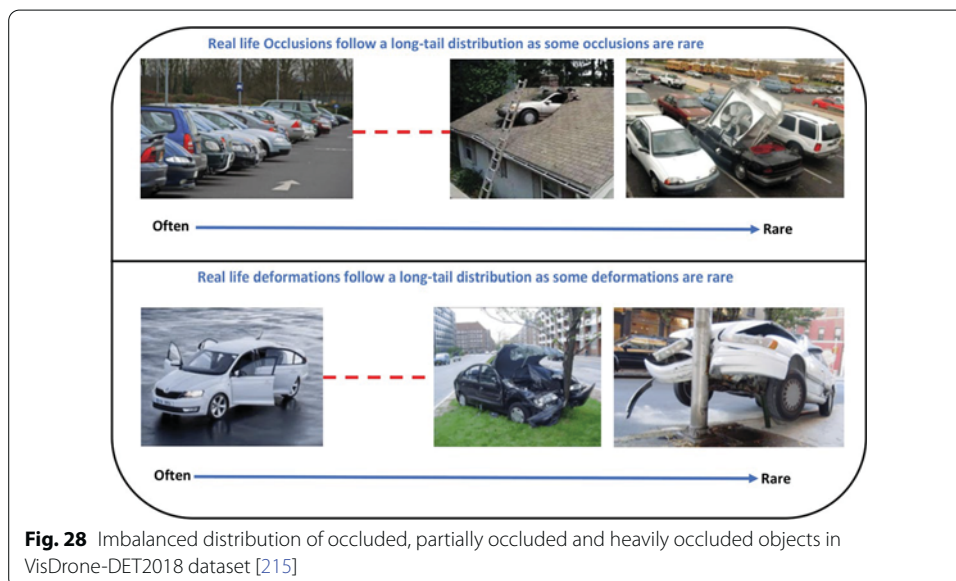 Real life Occlusions follow a long-tail distribution as some occlusions are rare
Often
Rare
Real life deformations follow a long-tail distribution as some deformations are rare
Often
Rare
Fig. 28 Imbalanced distribution of occluded, partially occluded and heavily occluded objects in
VisDrone-DET2018 dataset [215]